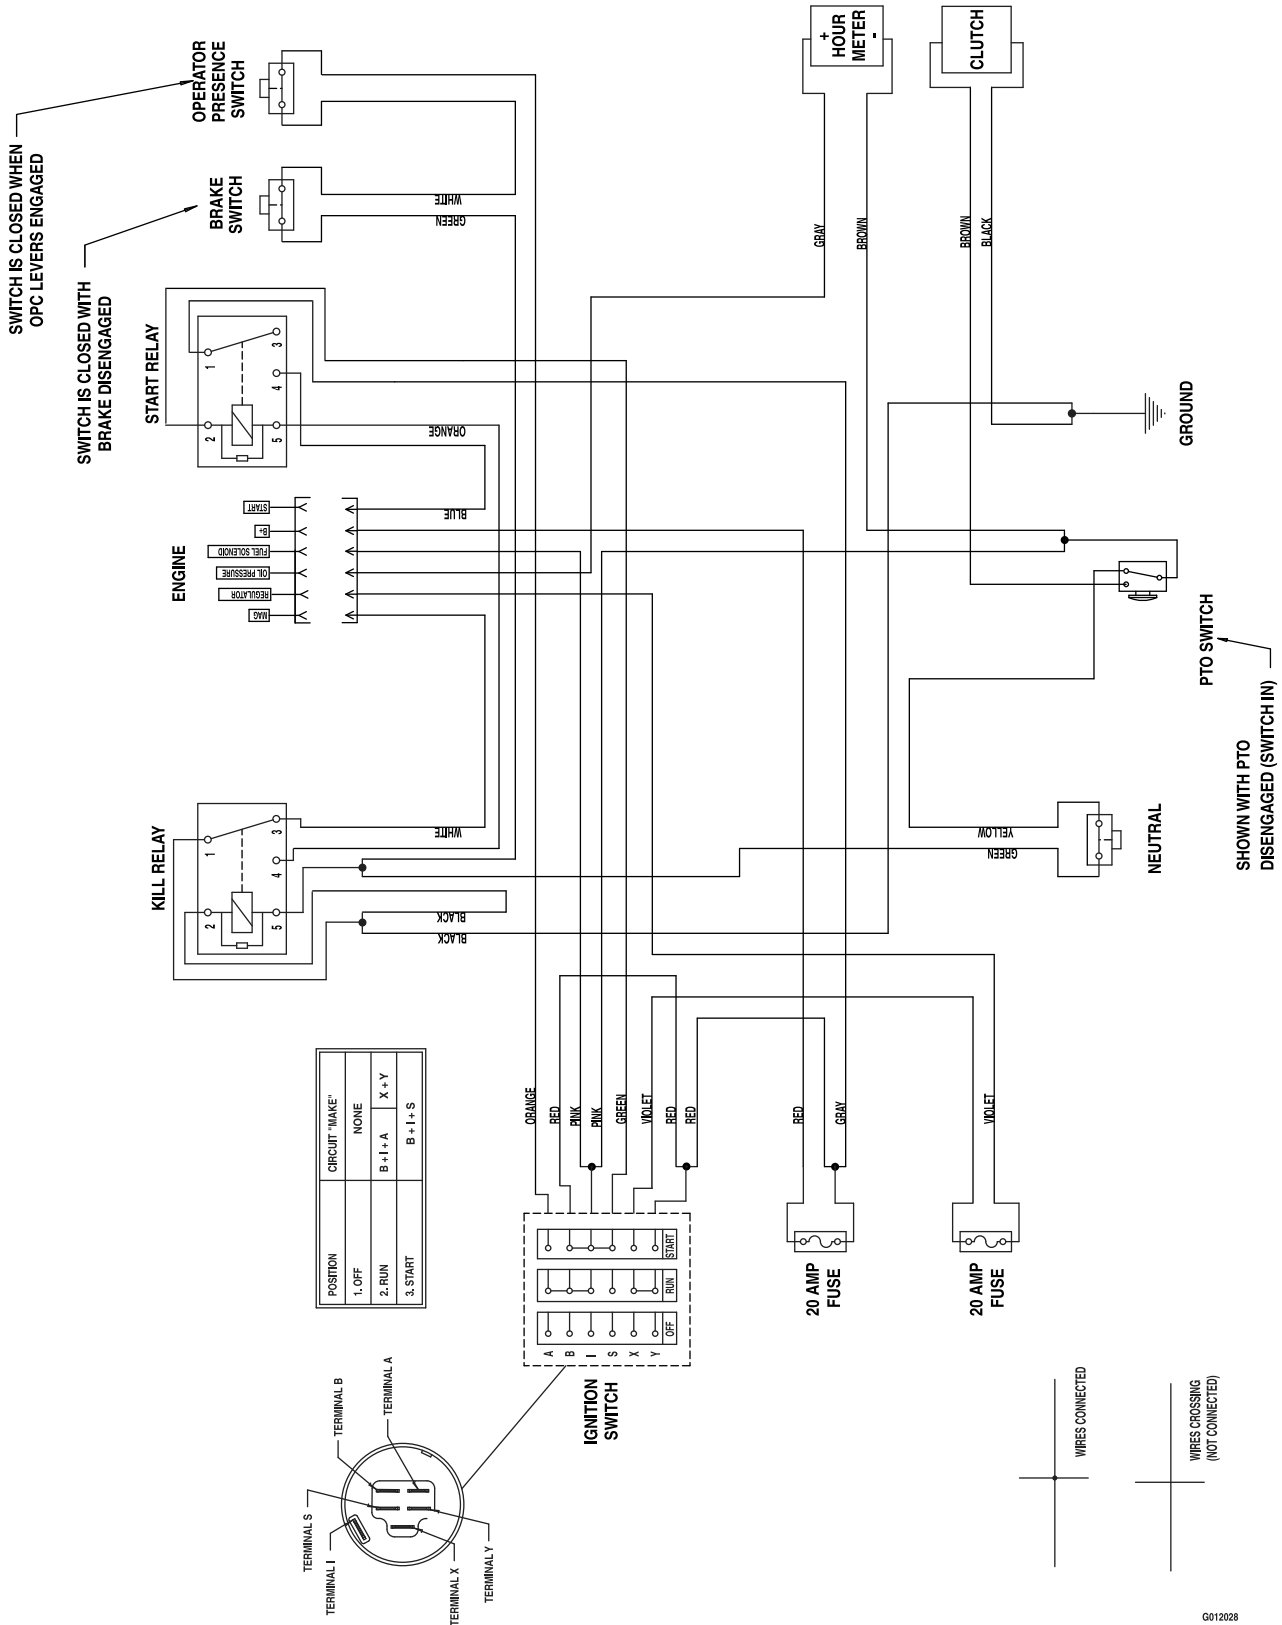 SWITCH IS CLOSED WHEN
OPC LEVERS ENGAGED
OPERATOR
PRESENCE
SWITCH
SWITCH IS CLOSED WITH
BRAKE DISENGAGED
BRAKE
SWITCH
WHITE
GREEN
+
HOUR
METER
-
CLUTCH
GRAY
BROWN
BROWN
BLACK
START RELAY
1
3
4
2
5
ORANGE
BLUE
GROUND
ENGINE
START
B+
FUEL SOLENOID
OIL PRESSURE
REGULATOR
MAG
PTO SWITCH
SHOWN WITH PTO
DISENGAGED (SWITCH IN)
KILL RELAY
1
3
4
2
5
WHITE
BLACK
BLACK
YELLOW
GREEN
NEUTRAL
POSITION
CIRCUIT "MAKE"
1. OFF
NONE
2. RUN
B + I + A
X + Y
3. START
B + I + S
ORANGE
RED
PINK
PINK
GREEN
VIOLET
RED
RED
RED
GRAY
VIOLET
A
B
I
S
X
Y
OFF
RUN
START
IGNITION
SWITCH
20 AMP
FUSE
20 AMP
FUSE
TERMINAL B
TERMINAL A
TERMINAL S
TERMINAL I
TERMINAL X
TERMINAL Y
WIRES CONNECTED
WIRES CROSSING
(NOT CONNECTED)
G012028